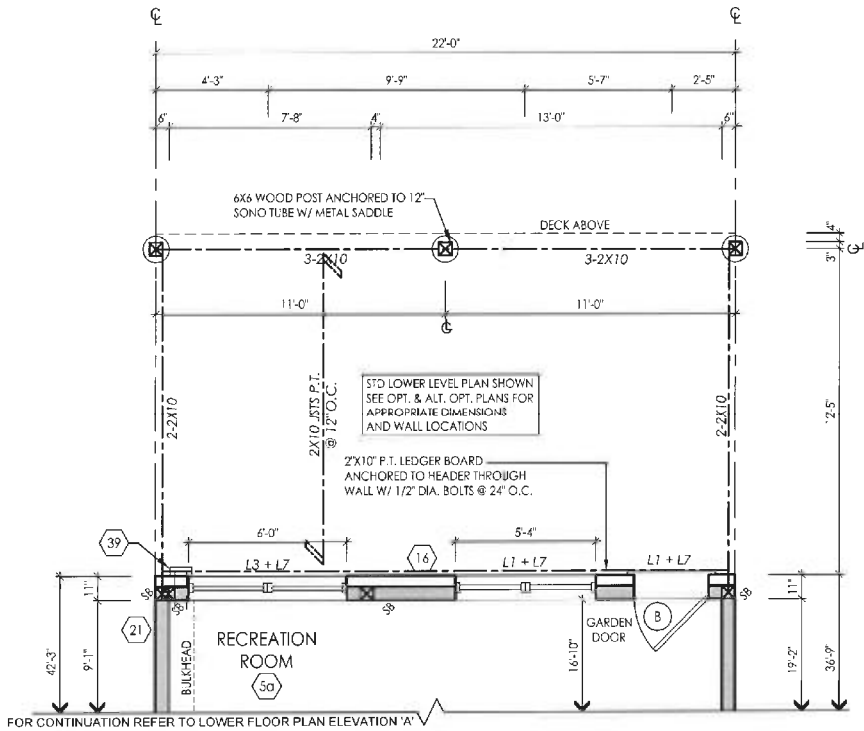 ℄ ℄
22'-0"
4'-3" 9'-9" 5'-7" 2'-5"
6" 7'-8" 4" 13'-0" 6"
6X6 WOOD POST ANCHORED TO 12"
SONO TUBE W/ METAL SADDLE
DECK ABOVE
4"
3"
℄
3-2X10 3-2X10
11'-0" 11'-0"
℄
STD LOWER LEVEL PLAN SHOWN
SEE OPT. & ALT. OPT. PLANS FOR
APPROPRIATE DIMENSIONS
AND WALL LOCATIONS
2-2X10
2X10 JSTS P.T.
@ 12" O.C.
2-2X10
12'-5"
2"X10" P.T. LEDGER BOARD
ANCHORED TO HEADER THROUGH
WALL W/ 1/2" DIA. BOLTS @ 24" O.C.
6'-0" 5'-4"
39
L3 + L7 16 L1 + L7 L1 + L7
11" 11"
SB SB SB SB
21
RECREATION
ROOM
5a
BULKHEAD
GARDEN
DOOR
B
42'-3" 9'-1" 16'-10" 19'-2" 36'-9"
FOR CONTINUATION REFER TO LOWER FLOOR PLAN ELEVATION 'A'